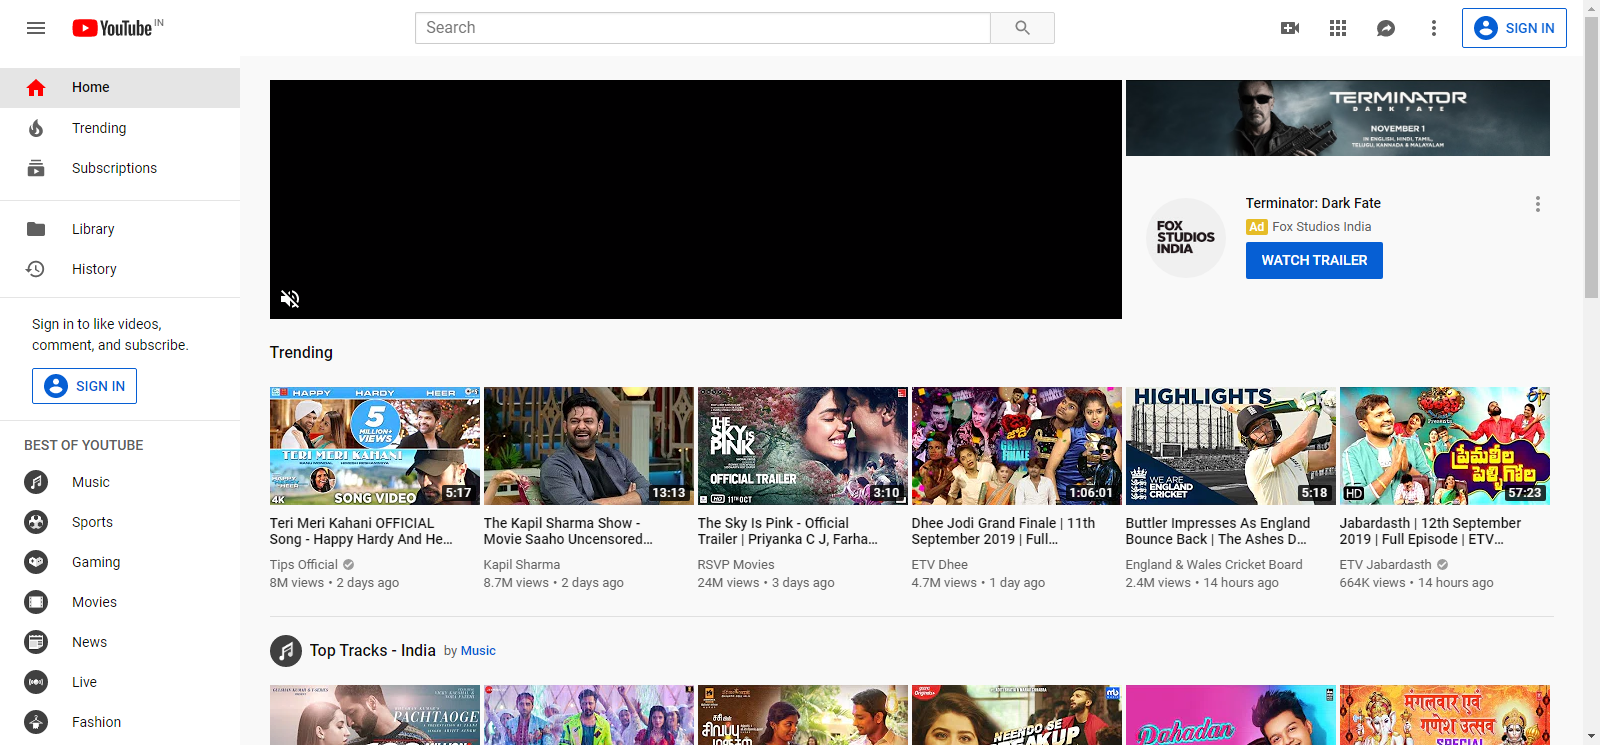 YouTube IN
Search
SIGN IN
Home
Trending
Subscriptions
Library
History
Sign in to like videos,
comment, and subscribe.
SIGN IN
BEST OF YOUTUBE
Music
Sports
Gaming
Movies
News
Live
Fashion
TERMINATOR
DARK FATE
NOVEMBER 1
IN ENGLISH, HINDI, TAMIL,
TELUGU, KANNADA & MALAYALAM
FOX
STUDIOS
INDIA
Terminator: Dark Fate
Ad Fox Studios India
WATCH TRAILER
Trending
HAPPY HARDY HEER
5
MILLION+
VIEWS
TERI MERI KAHANI
4K
SONG VIDEO
5:17
Teri Meri Kahani OFFICIAL
Song - Happy Hardy And He...
Tips Official
8M views • 2 days ago
13:13
The Kapil Sharma Show -
Movie Saaho Uncensored...
Kapil Sharma
8.7M views • 2 days ago
THE
SKY IS
PINK
OFFICIAL TRAILER
HD 11TH OCT
3:10
The Sky Is Pink - Official
Trailer | Priyanka C J, Farha...
RSVP Movies
24M views • 3 days ago
GRAND
FINALE
1:06:01
Dhee Jodi Grand Finale | 11th
September 2019 | Full...
ETV Dhee
4.7M views • 1 day ago
HIGHLIGHTS
WE ARE
ENGLAND
CRICKET
5:18
Buttler Impresses As England
Bounce Back | The Ashes D...
England & Wales Cricket Board
2.4M views • 14 hours ago
Presents
ప్రేమలీల
పెళ్ళిగోల
HD
57:23
Jabardasth | 12th September
2019 | Full Episode | ETV...
ETV Jabardasth
664K views • 14 hours ago
Top Tracks - India by Music
PACHTAOGE
சிவப்பு
NEENDO SE
BREAKUP
Dahadan
मंगलवार एवं
गणेश उत्सव
SPECIAL